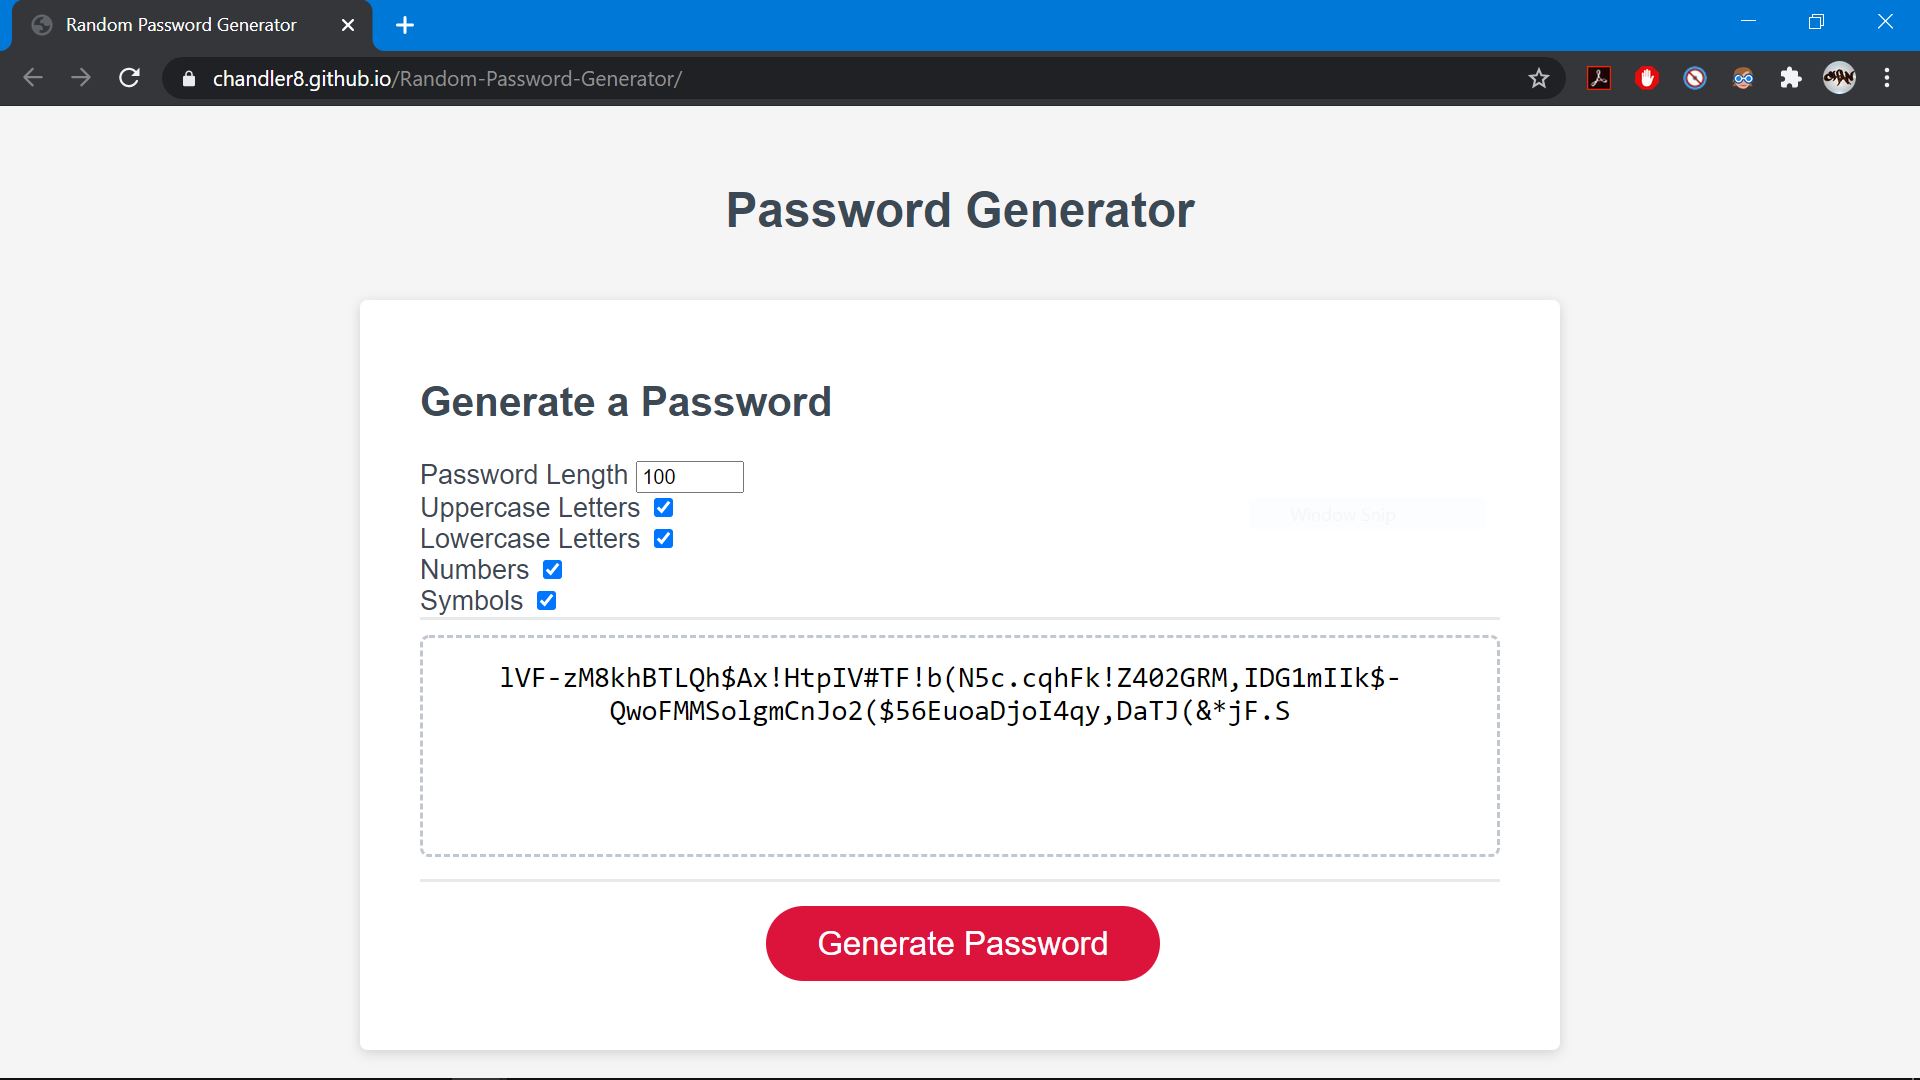 Random Password Generator
chandler8.github.io/Random-Password-Generator/
Password Generator
Generate a Password
Password Length 100
Uppercase Letters
Lowercase Letters
Numbers
Symbols
Window Snip
lVF-zM8khBTLQh$Ax!HtpIV#TF!b(N5c.cqhFk!Z402GRM,IDG1mIIk$-
QwoFMMSolgmCnJo2($56EuoaDjoI4qy,DaTJ(&*jF.S
Generate Password